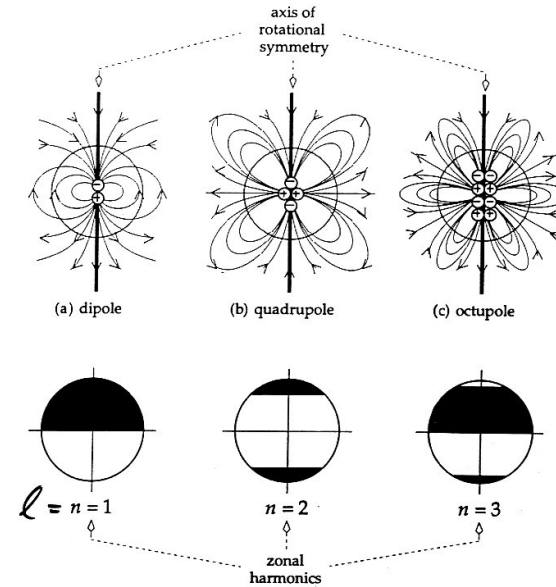 axis of
rotational
symmetry
(a) dipole
(b) quadrupole
(c) octupole
ℓ = n = 1
n = 2
n = 3
zonal
harmonics